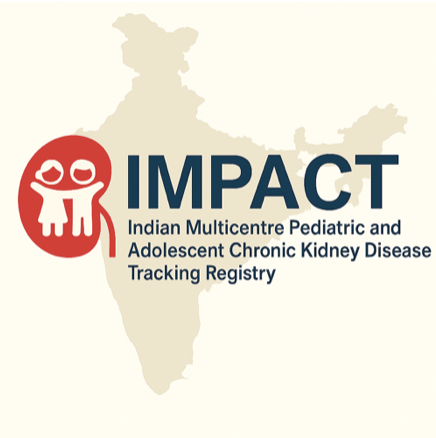 IMPACT
Indian Multicentre Pediatric and
Adolescent Chronic Kidney Disease
Tracking Registry